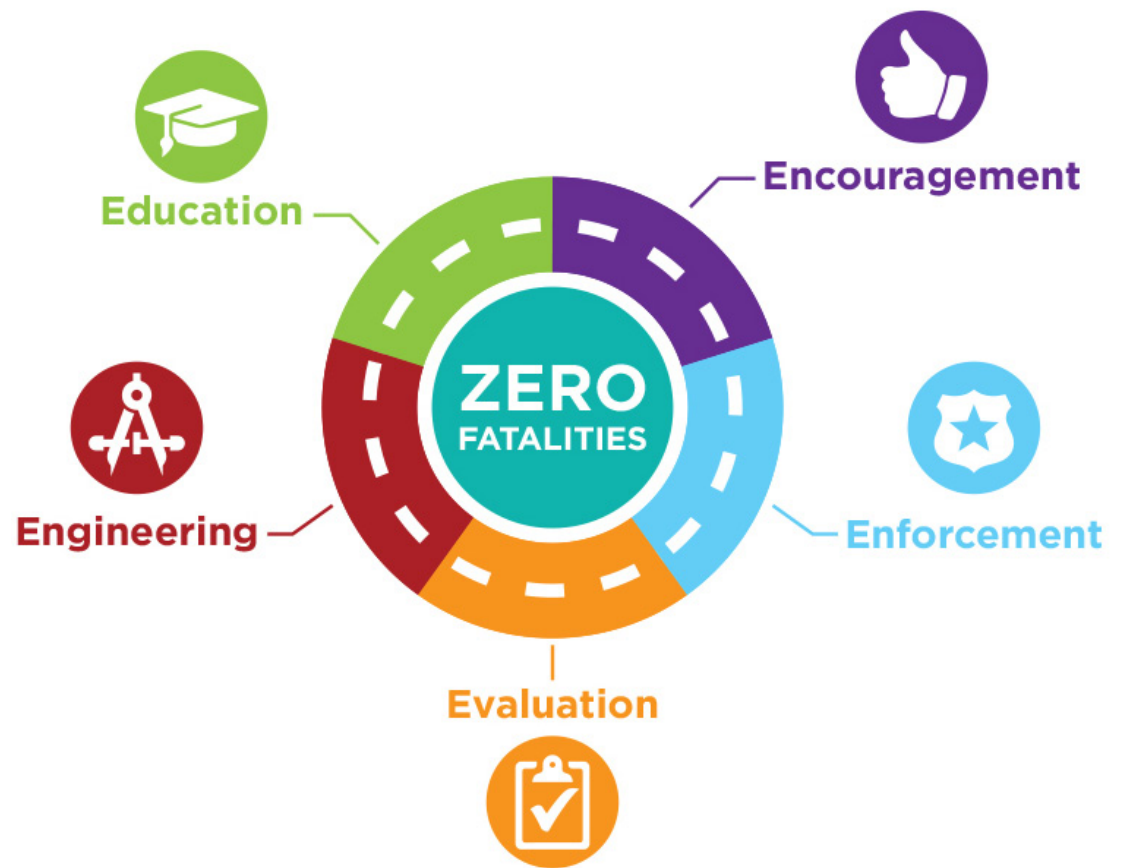 Encouragement
Education
ZERO
FATALITIES
Engineering
Enforcement
Evaluation